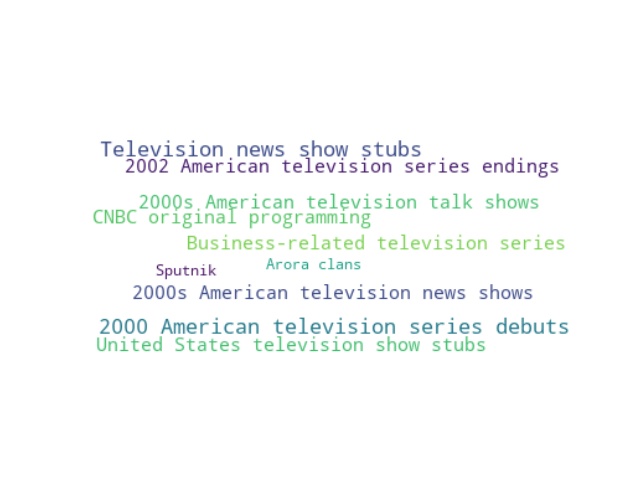 Television news show stubs
2002 American television series endings
2000s American television talk shows
CNBC original programming
Business-related television series
Arora clans
Sputnik
2000s American television news shows
2000 American television series debuts
United States television show stubs